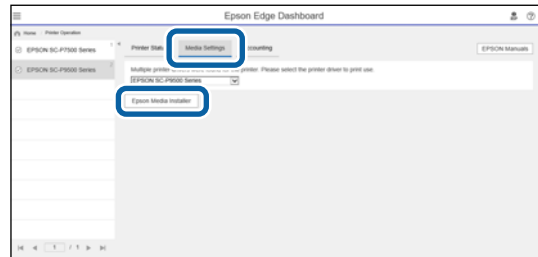 Epson Edge Dashboard
Home Printer Operation
EPSON SC-P7500 Series
EPSON SC-P9500 Series
Printer Stat
Media Settings
counting
EPSON Manuals
Multiple printer the printer. Please select the printer driver to print use.
EPSON SC-P9500 Series
Epson Media Installer
1 / 1